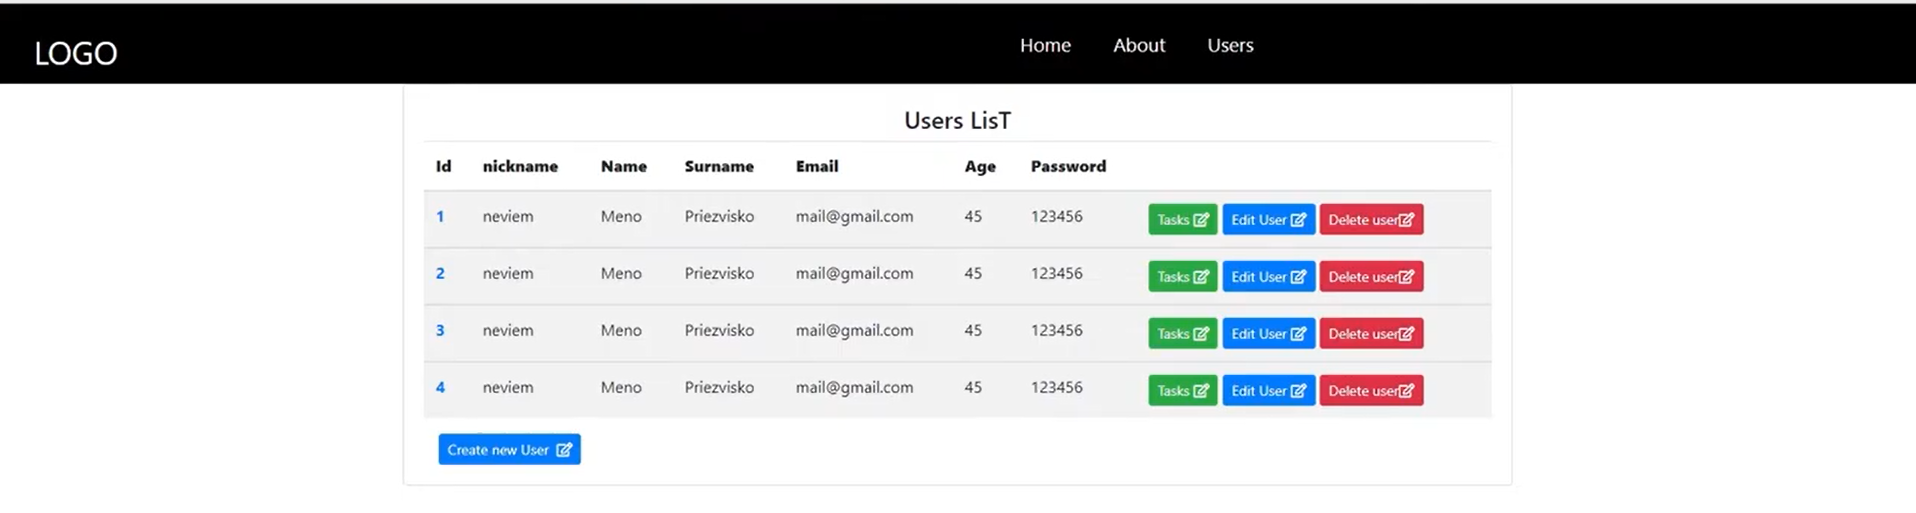 LOGO Home About Users
Users LisT
Id nickname Name Surname Email Age Password
1 neviem Meno Priezvisko mail@gmail.com 45 123456 Tasks Edit User Delete user
2 neviem Meno Priezvisko mail@gmail.com 45 123456 Tasks Edit User Delete user
3 neviem Meno Priezvisko mail@gmail.com 45 123456 Tasks Edit User Delete user
4 neviem Meno Priezvisko mail@gmail.com 45 123456 Tasks Edit User Delete user
Create new User